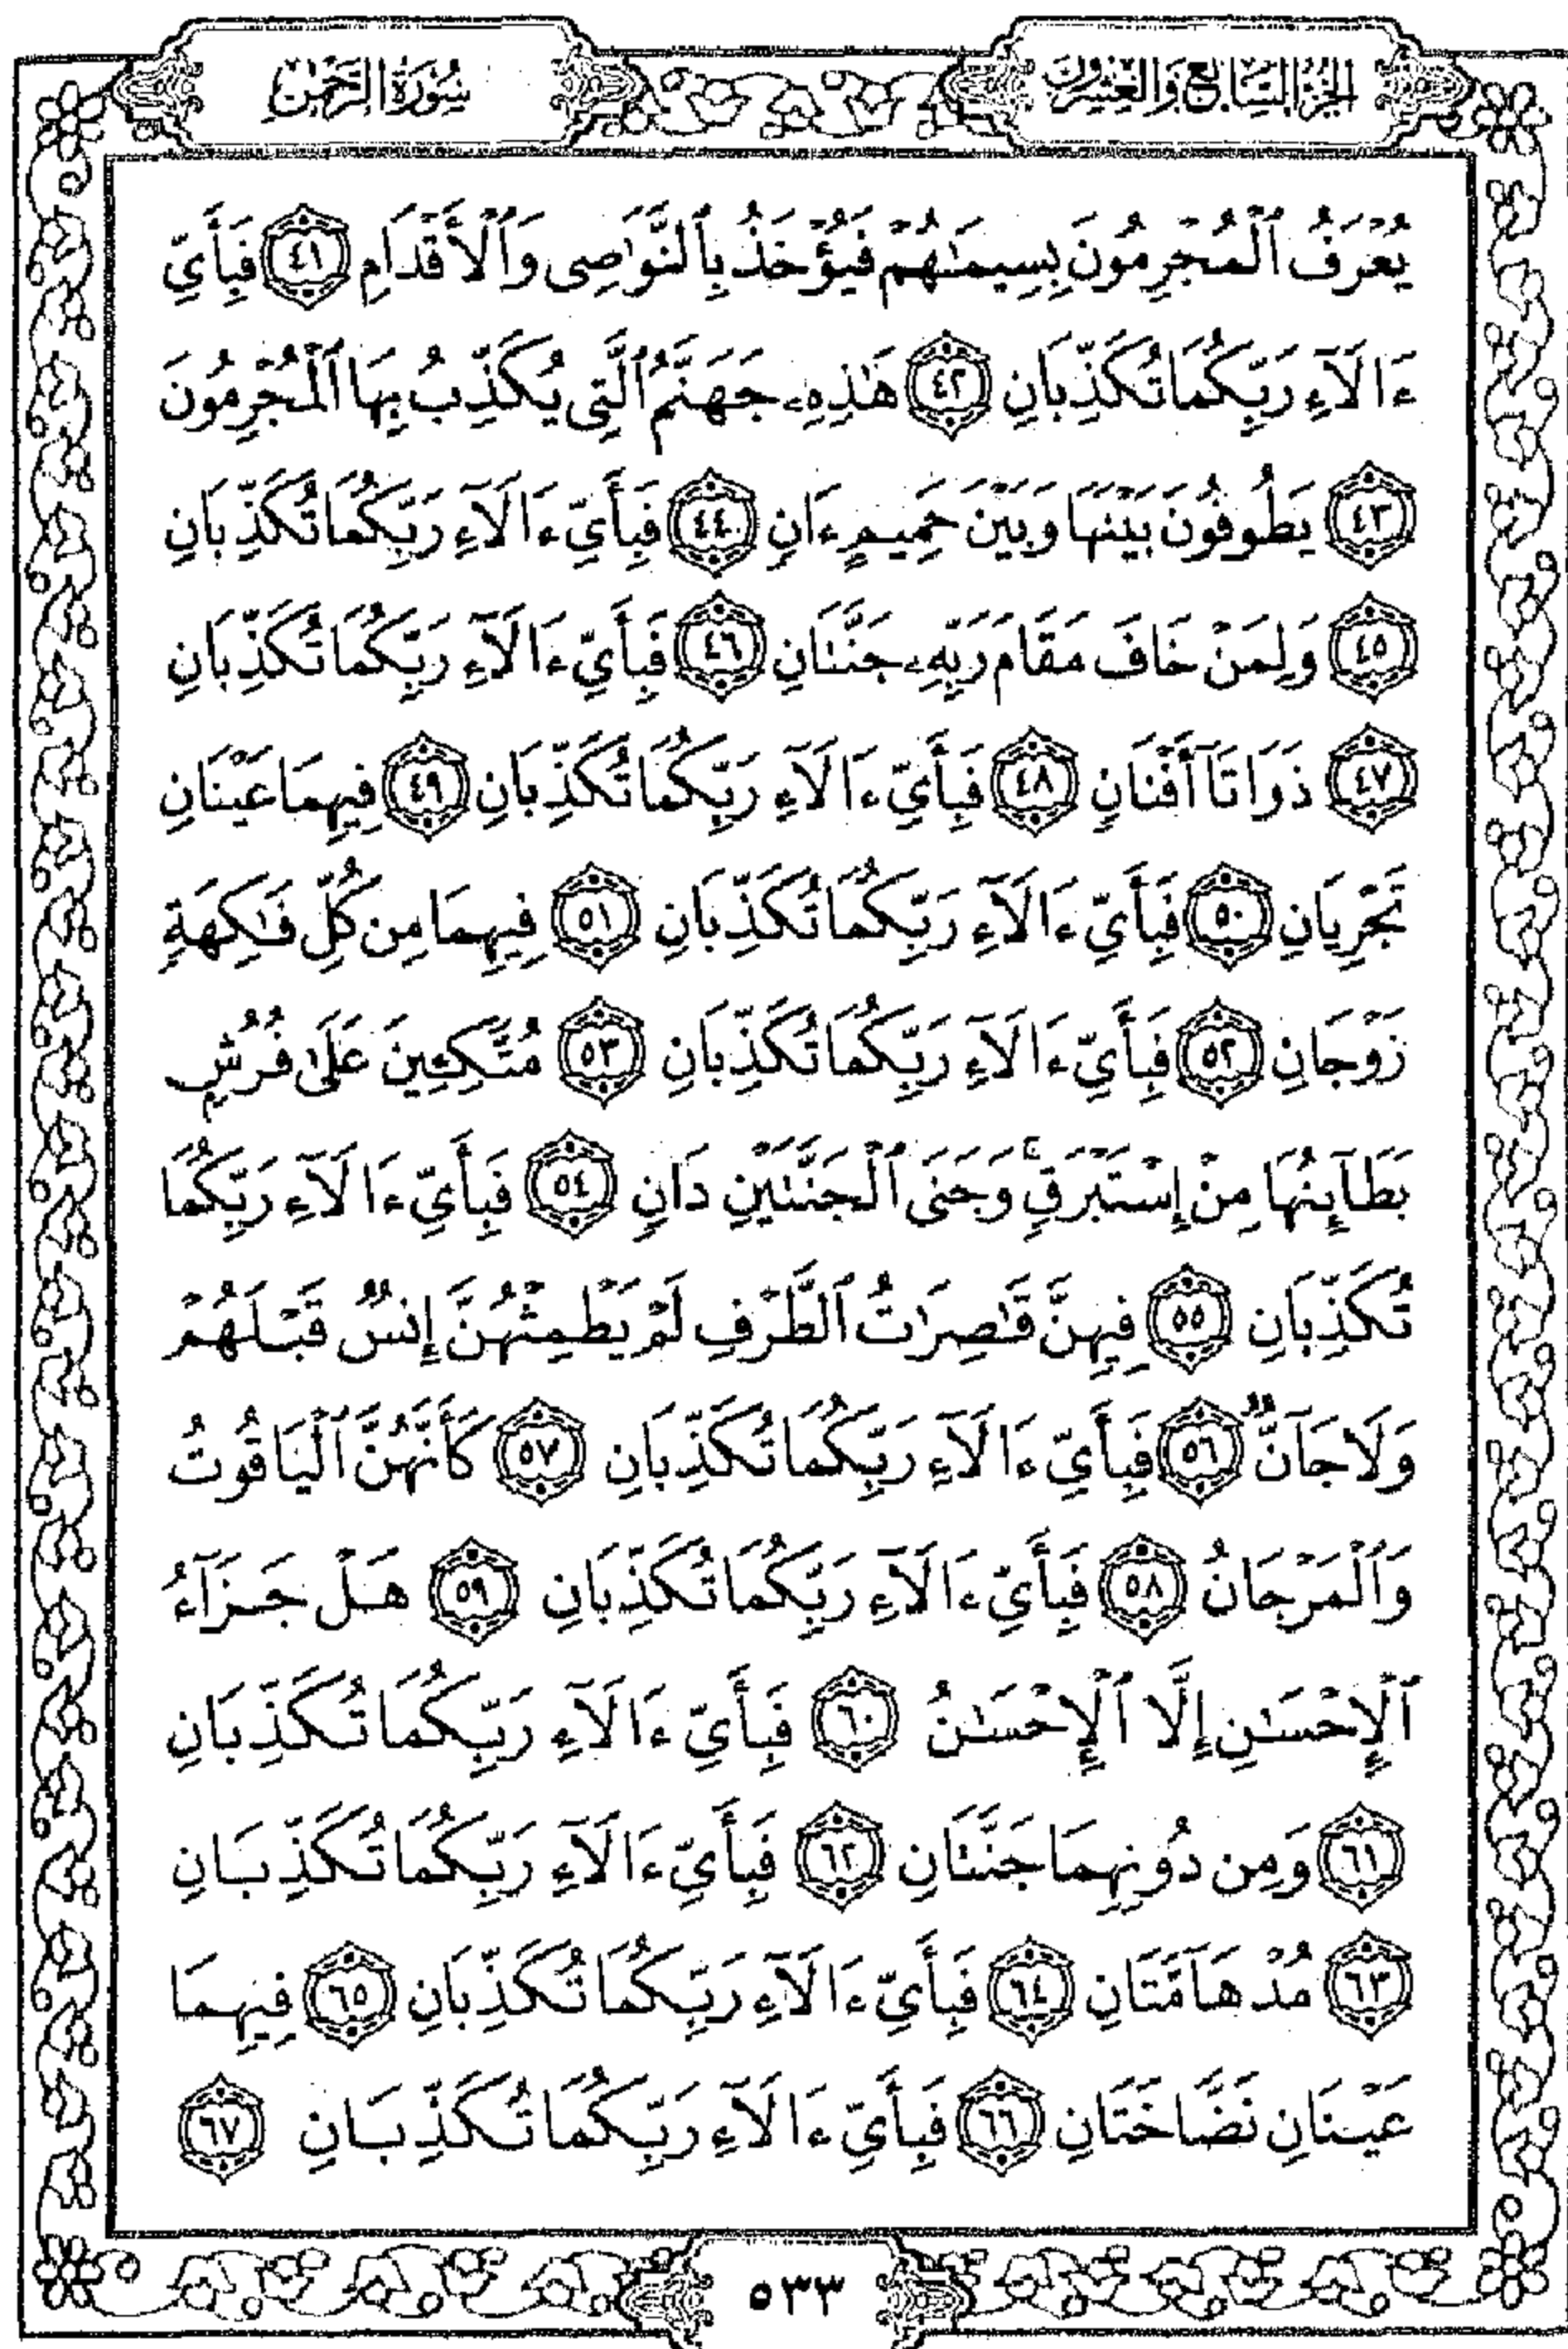 الجزء السابع والعشرون
سورة الرحمن
يُعْرَفُ ٱلْمُجْرِمُونَ بِسِيمَٰهُمْ فَيُؤْخَذُ بِٱلنَّوَٰصِى وَٱلْأَقْدَامِ ٤١ فَبِأَىِّ
ءَالَآءِ رَبِّكُمَا تُكَذِّبَانِ ٤٢ هَٰذِهِۦ جَهَنَّمُ ٱلَّتِى يُكَذِّبُ بِهَا ٱلْمُجْرِمُونَ
٤٣ يَطُوفُونَ بَيْنَهَا وَبَيْنَ حَمِيمٍ ءَانٍ ٤٤ فَبِأَىِّ ءَالَآءِ رَبِّكُمَا تُكَذِّبَانِ
٤٥ وَلِمَنْ خَافَ مَقَامَ رَبِّهِۦ جَنَّتَانِ ٤٦ فَبِأَىِّ ءَالَآءِ رَبِّكُمَا تُكَذِّبَانِ
٤٧ ذَوَاتَآ أَفْنَانٍ ٤٨ فَبِأَىِّ ءَالَآءِ رَبِّكُمَا تُكَذِّبَانِ ٤٩ فِيهِمَا عَيْنَانِ
تَجْرِيَانِ ٥٠ فَبِأَىِّ ءَالَآءِ رَبِّكُمَا تُكَذِّبَانِ ٥١ فِيهِمَا مِن كُلِّ فَٰكِهَةٍ
زَوْجَانِ ٥٢ فَبِأَىِّ ءَالَآءِ رَبِّكُمَا تُكَذِّبَانِ ٥٣ مُتَّكِـِٔينَ عَلَىٰ فُرُشٍۭ
بَطَآئِنُهَا مِنْ إِسْتَبْرَقٍۚ وَجَنَى ٱلْجَنَّتَيْنِ دَانٍ ٥٤ فَبِأَىِّ ءَالَآءِ رَبِّكُمَا
تُكَذِّبَانِ ٥٥ فِيهِنَّ قَٰصِرَٰتُ ٱلطَّرْفِ لَمْ يَطْمِثْهُنَّ إِنسٌ قَبْلَهُمْ
وَلَا جَآنٌّ ٥٦ فَبِأَىِّ ءَالَآءِ رَبِّكُمَا تُكَذِّبَانِ ٥٧ كَأَنَّهُنَّ ٱلْيَاقُوتُ
وَٱلْمَرْجَانُ ٥٨ فَبِأَىِّ ءَالَآءِ رَبِّكُمَا تُكَذِّبَانِ ٥٩ هَلْ جَزَآءُ
ٱلْإِحْسَٰنِ إِلَّا ٱلْإِحْسَٰنُ ٦٠ فَبِأَىِّ ءَالَآءِ رَبِّكُمَا تُكَذِّبَانِ
٦١ وَمِن دُونِهِمَا جَنَّتَانِ ٦٢ فَبِأَىِّ ءَالَآءِ رَبِّكُمَا تُكَذِّبَانِ
٦٣ مُدْهَآمَّتَانِ ٦٤ فَبِأَىِّ ءَالَآءِ رَبِّكُمَا تُكَذِّبَانِ ٦٥ فِيهِمَا
عَيْنَانِ نَضَّاخَتَانِ ٦٦ فَبِأَىِّ ءَالَآءِ رَبِّكُمَا تُكَذِّبَانِ ٦٧
٥٣٣